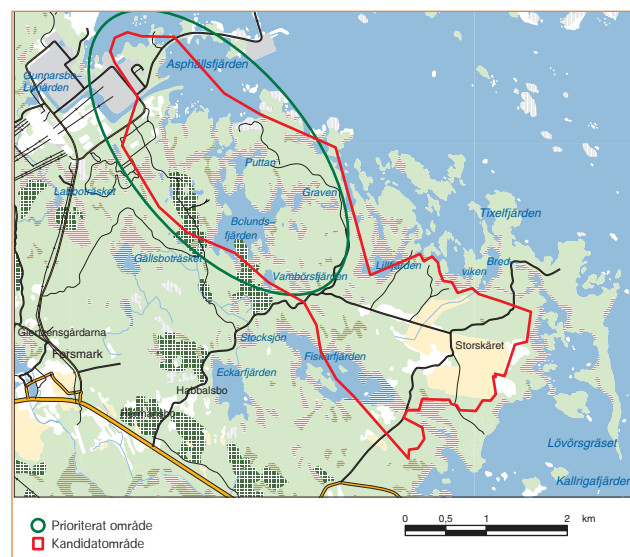 Asphällsfjärden
Gunnarsbo–
Lillfjärden
Puttan
Labboträsket
Graven
Tixelfjärden
Bolunds–
fjärden
Gällsboträsket
Lillfjärden
Bred–
viken
Vambörsfjärden
Stocksjön
Storskäret
Forsmark
Fiskarfjärden
Eckarfjärden
Habbalsbo
Lövörsgräset
Kallrigafjärden
Prioriterat område
Kandidatområde
0 0,5 1 2 km